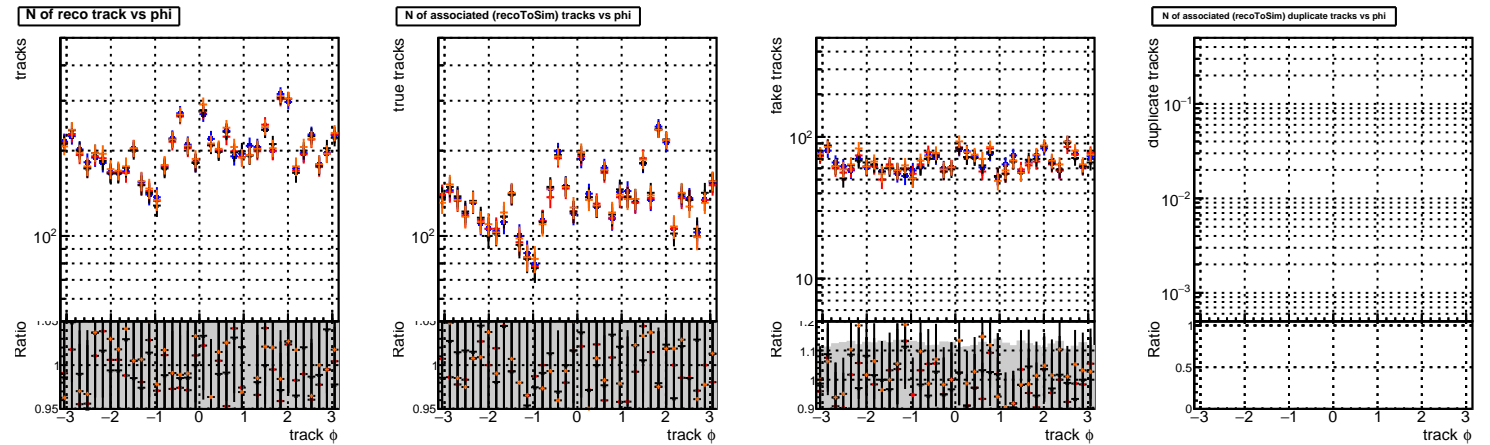 N of reco track vs phi
tracks
10²
Ratio
1.05
1
0.95
−3 −2 −1 0 1 2 3
track ϕ
N of associated (recoToSim) tracks vs phi
true tracks
10²
Ratio
1.05
1
0.95
−3 −2 −1 0 1 2 3
track ϕ
fake tracks
10²
10
Ratio
1.2
1.1
1
0.9
−3 −2 −1 0 1 2 3
track ϕ
N of associated (recoToSim) duplicate tracks vs phi
duplicate tracks
10⁻¹
10⁻²
10⁻³
Ratio
1
0.5
0
−3 −2 −1 0 1 2 3
track ϕ